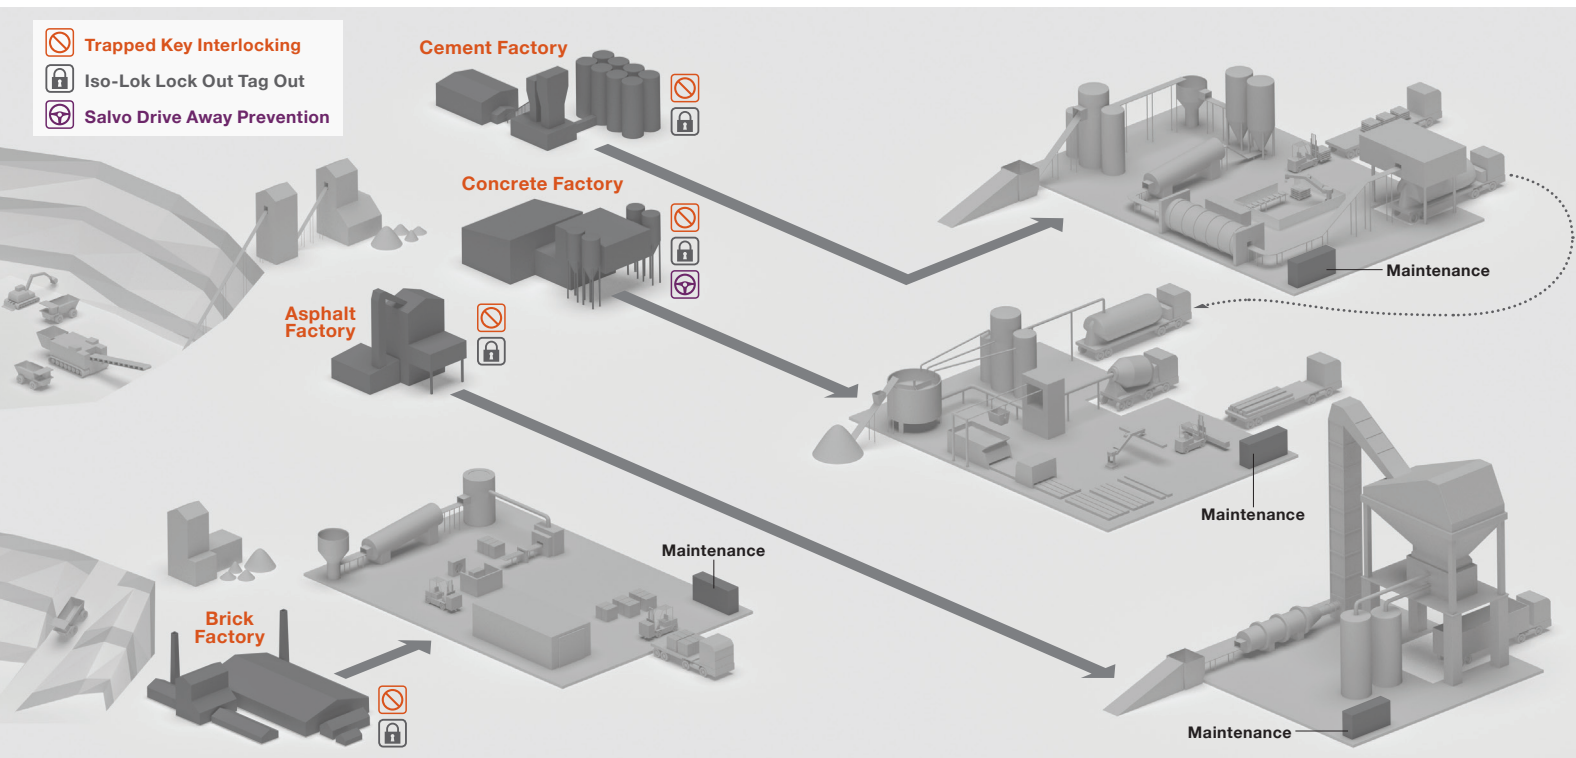 Trapped Key Interlocking
Iso-Lok Lock Out Tag Out
Salvo Drive Away Prevention
Cement Factory
Concrete Factory
Asphalt
Factory
Maintenance
Maintenance
Maintenance
Brick
Factory
Maintenance